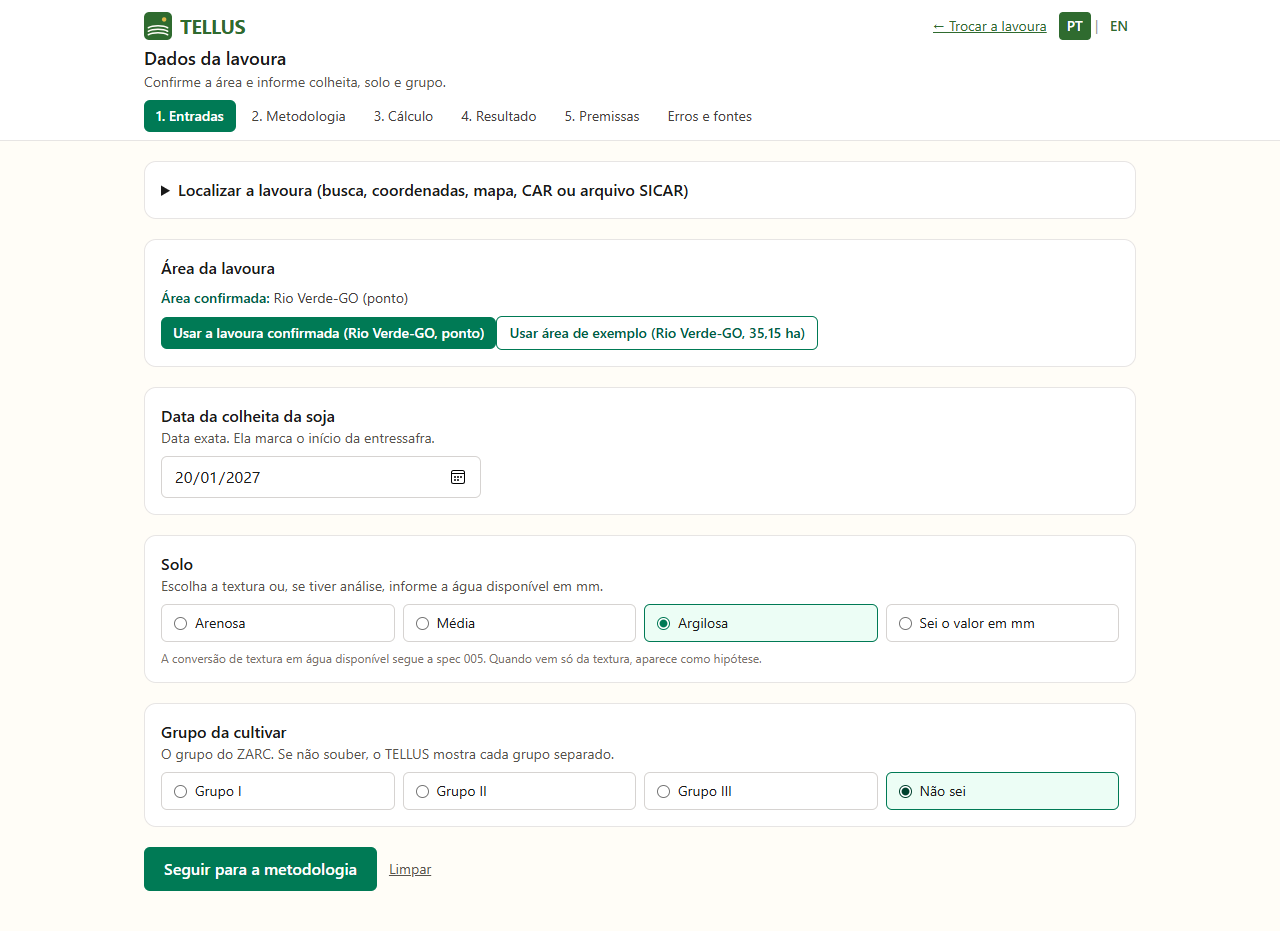 TELLUS
← Trocar a lavoura PT | EN
Dados da lavoura
Confirme a área e informe colheita, solo e grupo.
1. Entradas 2. Metodologia 3. Cálculo 4. Resultado 5. Premissas Erros e fontes
▶ Localizar a lavoura (busca, coordenadas, mapa, CAR ou arquivo SICAR)
Área da lavoura
Área confirmada: Rio Verde-GO (ponto)
Usar a lavoura confirmada (Rio Verde-GO, ponto) Usar área de exemplo (Rio Verde-GO, 35,15 ha)
Data da colheita da soja
Data exata. Ela marca o início da entressafra.
20/01/2027
Solo
Escolha a textura ou, se tiver análise, informe a água disponível em mm.
Arenosa Média Argilosa Sei o valor em mm
A conversão de textura em água disponível segue a spec 005. Quando vem só da textura, aparece como hipótese.
Grupo da cultivar
O grupo do ZARC. Se não souber, o TELLUS mostra cada grupo separado.
Grupo I Grupo II Grupo III Não sei
Seguir para a metodologia Limpar